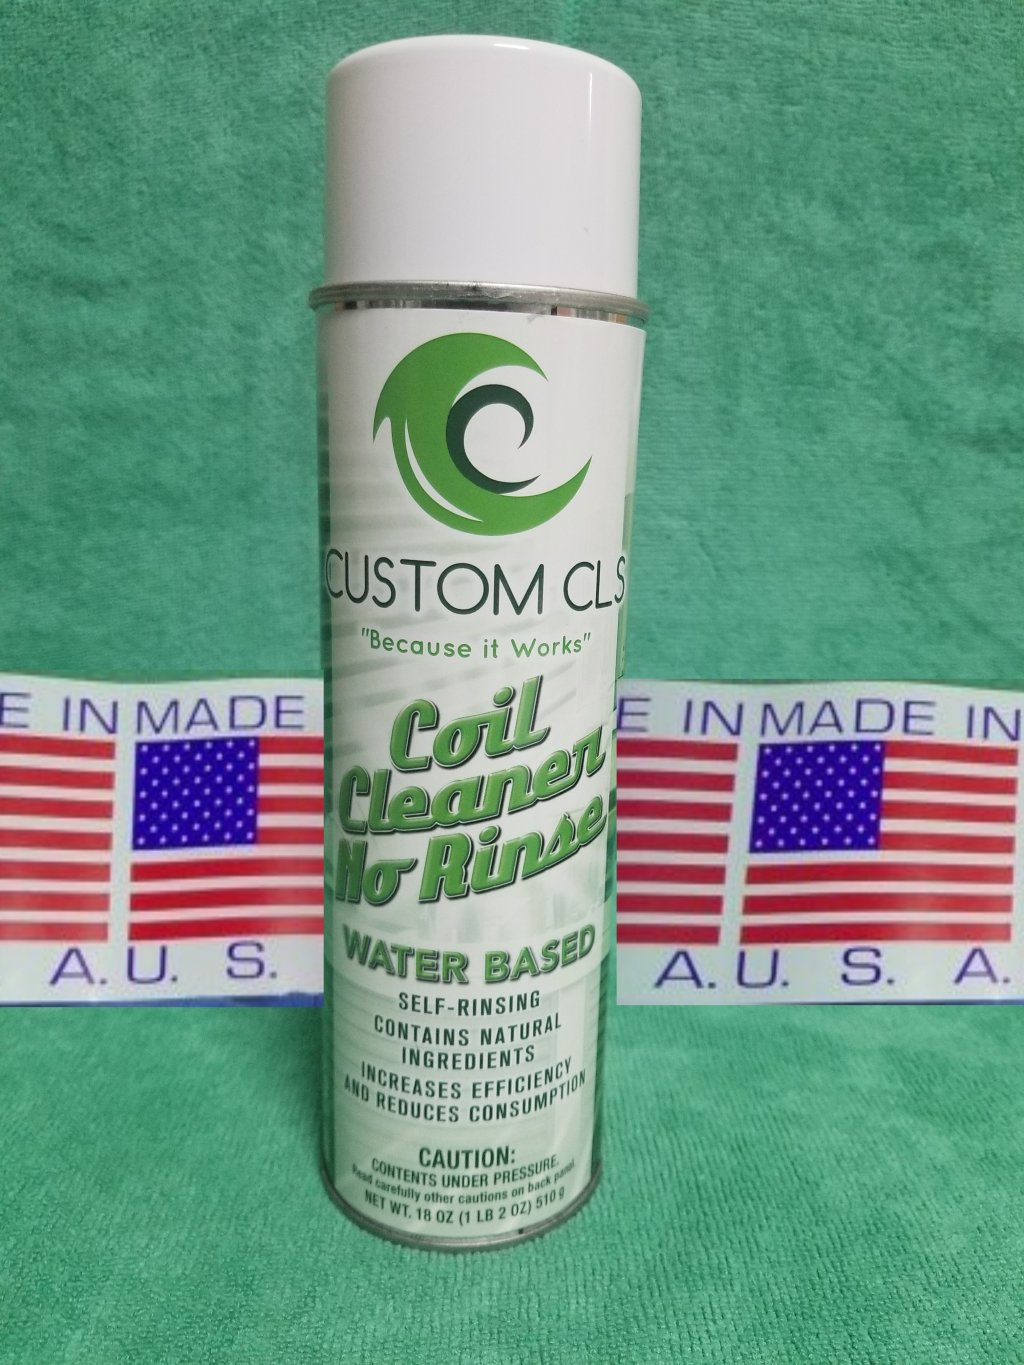 CUSTOM CLS
"Because it Works"
Coil
Cleaner
No Rinse
E IN MADE
E IN MADE IN
A. U. S.
A. U. S. A.
WATER BASED
SELF-RINSING
CONTAINS NATURAL
INGREDIENTS
INCREASES EFFICIENCY
AND REDUCES CONSUMPTION
CAUTION:
CONTENTS UNDER PRESSURE.
Read carefully other cautions on back panel.
NET WT. 18 OZ (1 LB 2 OZ) 510 g